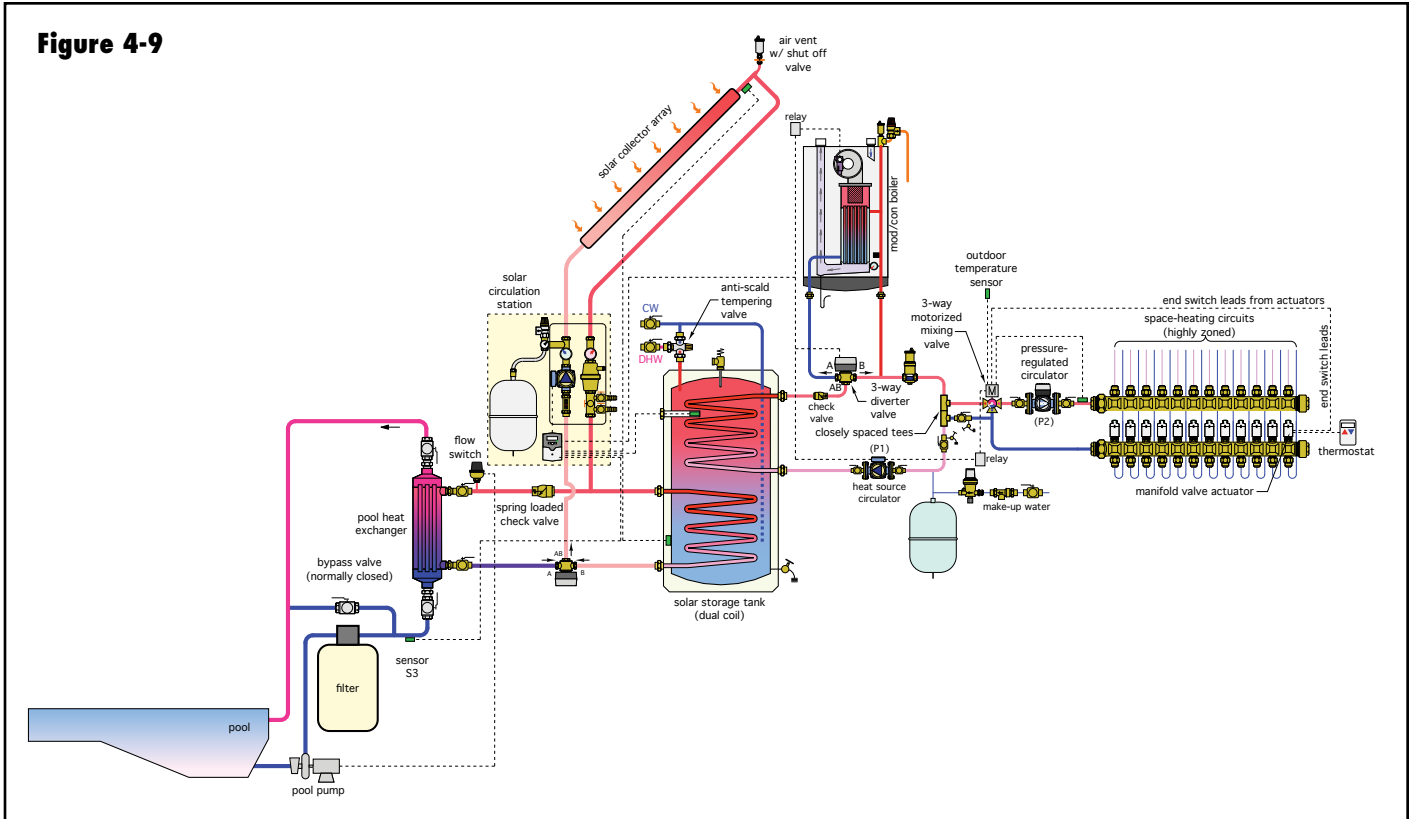 Figure 4-9
air vent
w/ shut off
valve
solar collector array
relay
mod/con boiler
outdoor
temperature
sensor
end switch leads from actuators
space-heating circuits
(highly zoned)
end switch leads
3-way
motorized
mixing
valve
pressure-
regulated
circulator
M
(P2)
thermostat
manifold valve actuator
solar
circulation
station
CW
DHW
anti-scald
tempering
valve
A
B
AB
3-way
diverter
valve
check
valve
closely spaced tees
(P1)
heat source
circulator
relay
make-up water
flow
switch
spring loaded
check valve
pool heat
exchanger
AB
A
B
bypass valve
(normally closed)
solar storage tank
(dual coil)
sensor
S3
filter
pool
pool pump